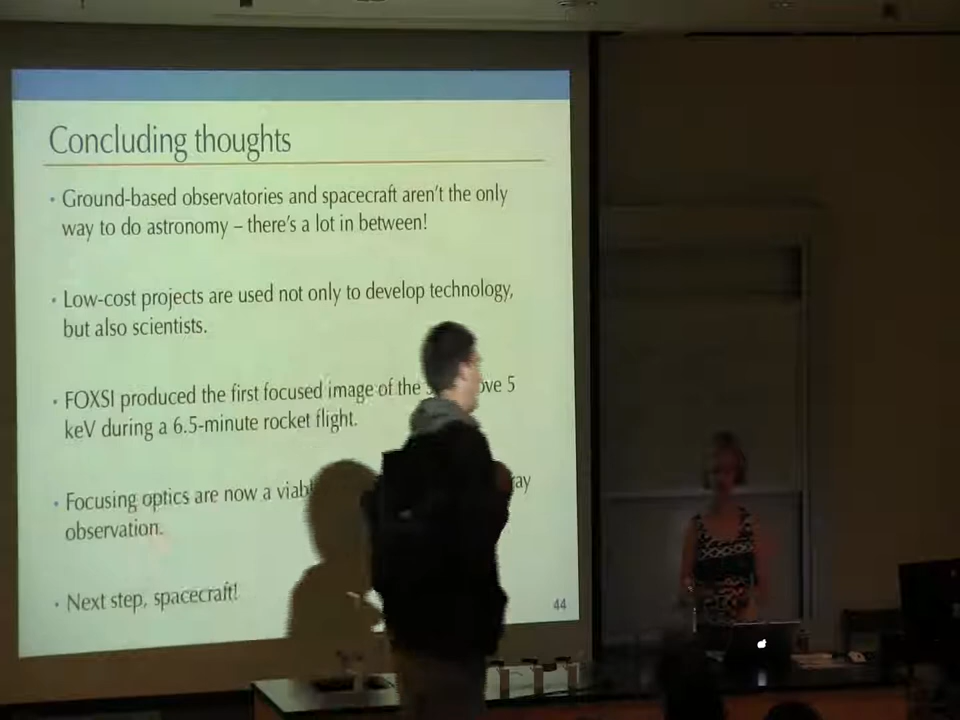 Concluding thoughts
• Ground-based observatories and spacecraft aren't the only
way to do astronomy – there's a lot in between!
• Low-cost projects are used not only to develop technology,
but also scientists.
• FOXSI produced the first focused image of the 5
keV during a 6.5-minute rocket flight.
• Focusing optics are now a
observation.
• Next step, spacecraft!
44